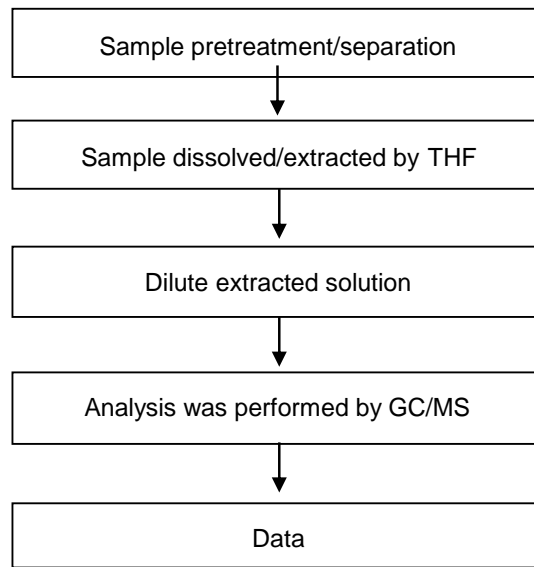 Sample pretreatment/separation
Sample dissolved/extracted by THF
Dilute extracted solution
Analysis was performed by GC/MS
Data